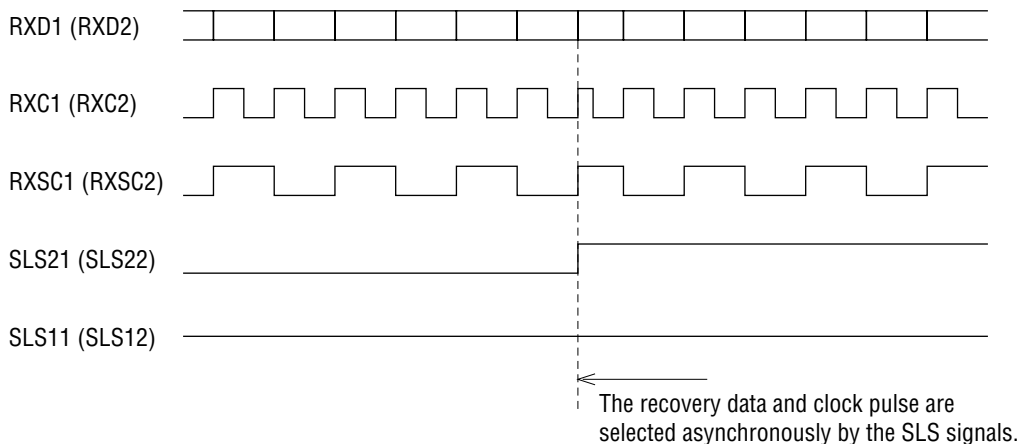 RXD1 (RXD2)
RXC1 (RXC2)
RXSC1 (RXSC2)
SLS21 (SLS22)
SLS11 (SLS12)
The recovery data and clock pulse are
selected asynchronously by the SLS signals.